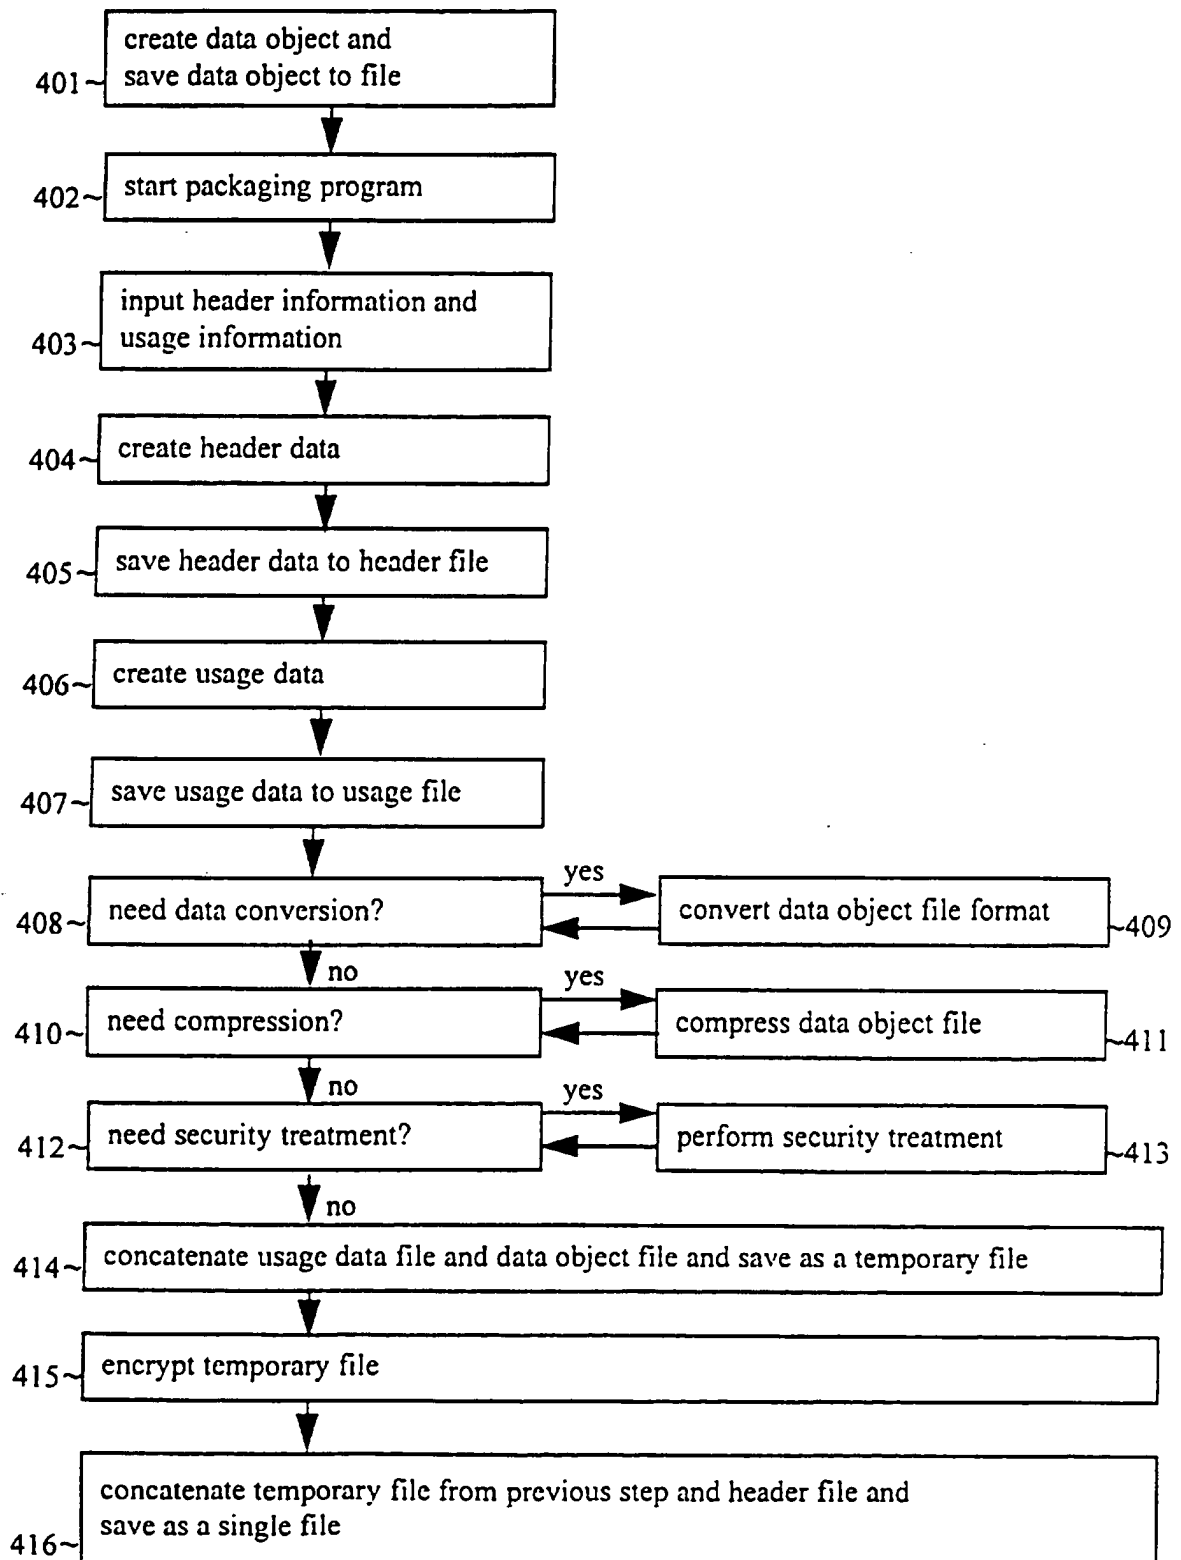 create data object and
save data object to file
401~
start packaging program
402~
input header information and
usage information
403~
create header data
404~
save header data to header file
405~
create usage data
406~
save usage data to usage file
407~
yes
need data conversion?
convert data object file format
408~
~409
no
yes
need compression?
compress data object file
410~
~411
no
yes
need security treatment?
perform security treatment
412~
~413
no
concatenate usage data file and data object file and save as a temporary file
414~
encrypt temporary file
415~
concatenate temporary file from previous step and header file and
save as a single file
416~